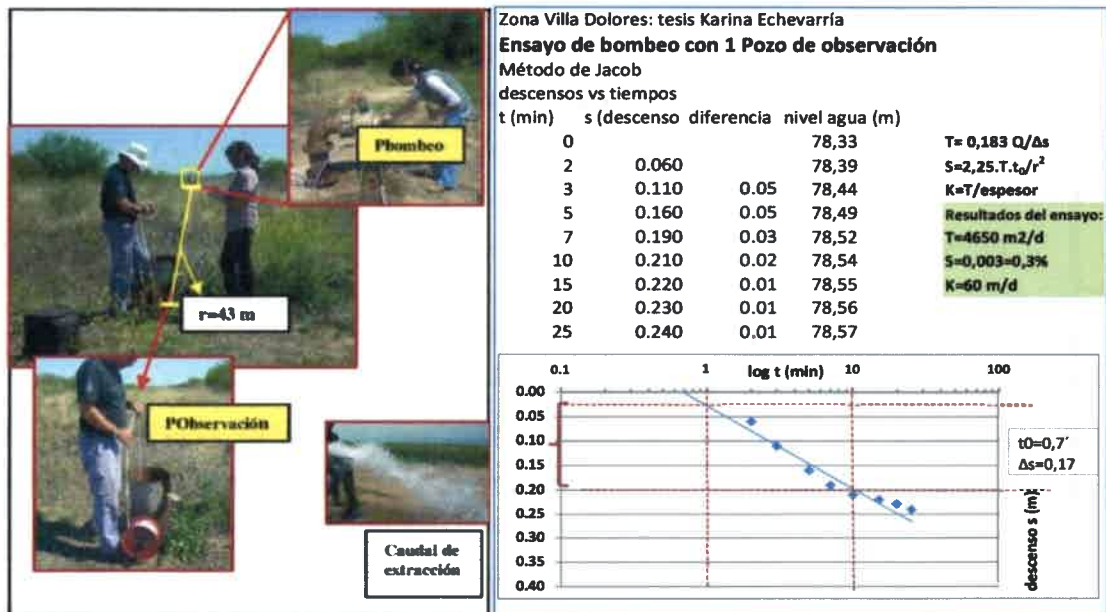 Pbombeo
r=43 m
PObservación
Caudal de
extracción
Zona Villa Dolores: tesis Karina Echevarría
Ensayo de bombeo con 1 Pozo de observación
Método de Jacob
descensos vs tiempos
t (min) s (descenso diferencia nivel agua (m)
0 78,33
2 0.060 78,39
3 0.110 0.05 78,44
5 0.160 0.05 78,49
7 0.190 0.03 78,52
10 0.210 0.02 78,54
15 0.220 0.01 78,55
20 0.230 0.01 78,56
25 0.240 0.01 78,57
T= 0,183 Q/Δs
S=2,25.T.t₀/r²
K=T/espesor
Resultados del ensayo:
T=4650 m2/d
S=0,003=0,3%
K=60 m/d
0.1 1 10 100
log t (min)
0.00
0.05
0.10
0.15
0.20
0.25
0.30
0.35
0.40
t0=0,7´
Δs=0,17
descenso s (m)